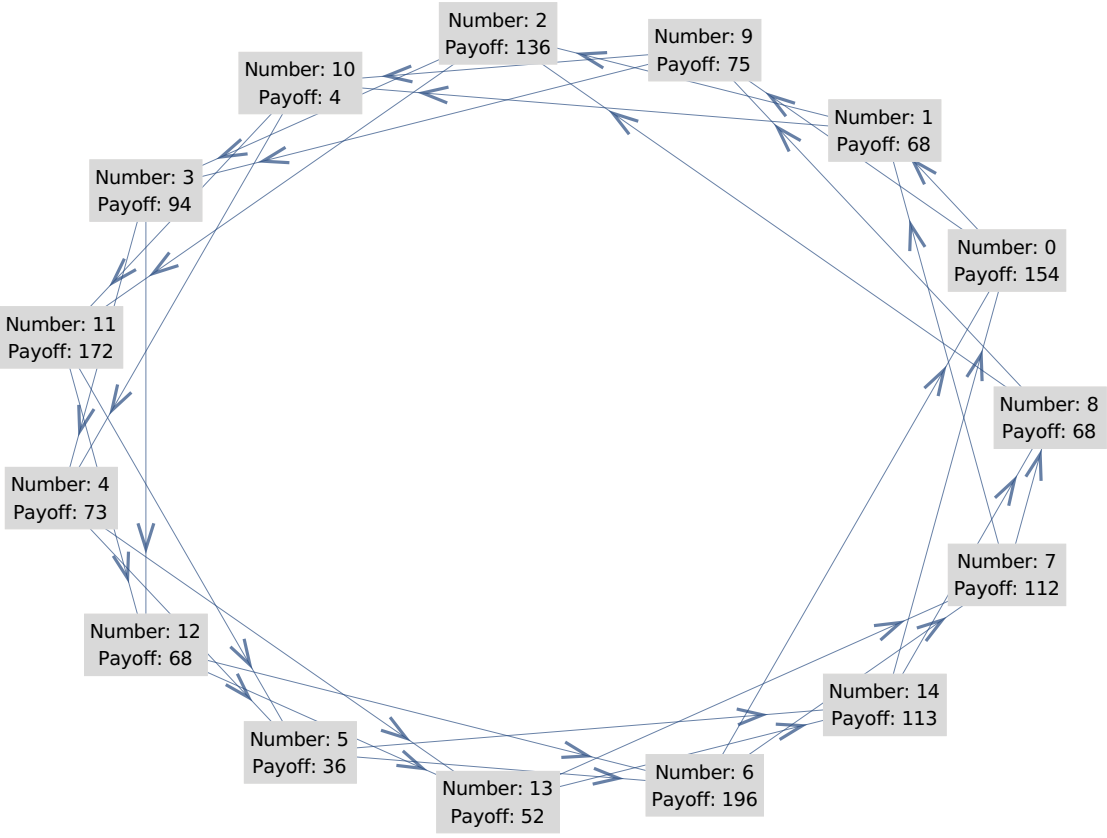 Number: 2
Payoff: 136
Number: 9
Payoff: 75
Number: 10
Payoff: 4
Number: 1
Payoff: 68
Number: 3
Payoff: 94
Number: 0
Payoff: 154
Number: 11
Payoff: 172
Number: 8
Payoff: 68
Number: 4
Payoff: 73
Number: 7
Payoff: 112
Number: 12
Payoff: 68
Number: 14
Payoff: 113
Number: 5
Payoff: 36
Number: 6
Payoff: 196
Number: 13
Payoff: 52